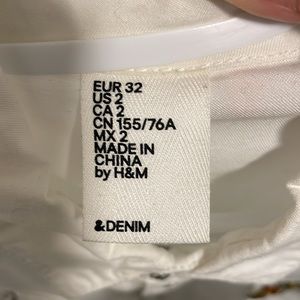 EUR 32
US 2
CA 2
CN 155/76A
MX 2
MADE IN
CHINA
by H&M
&DENIM